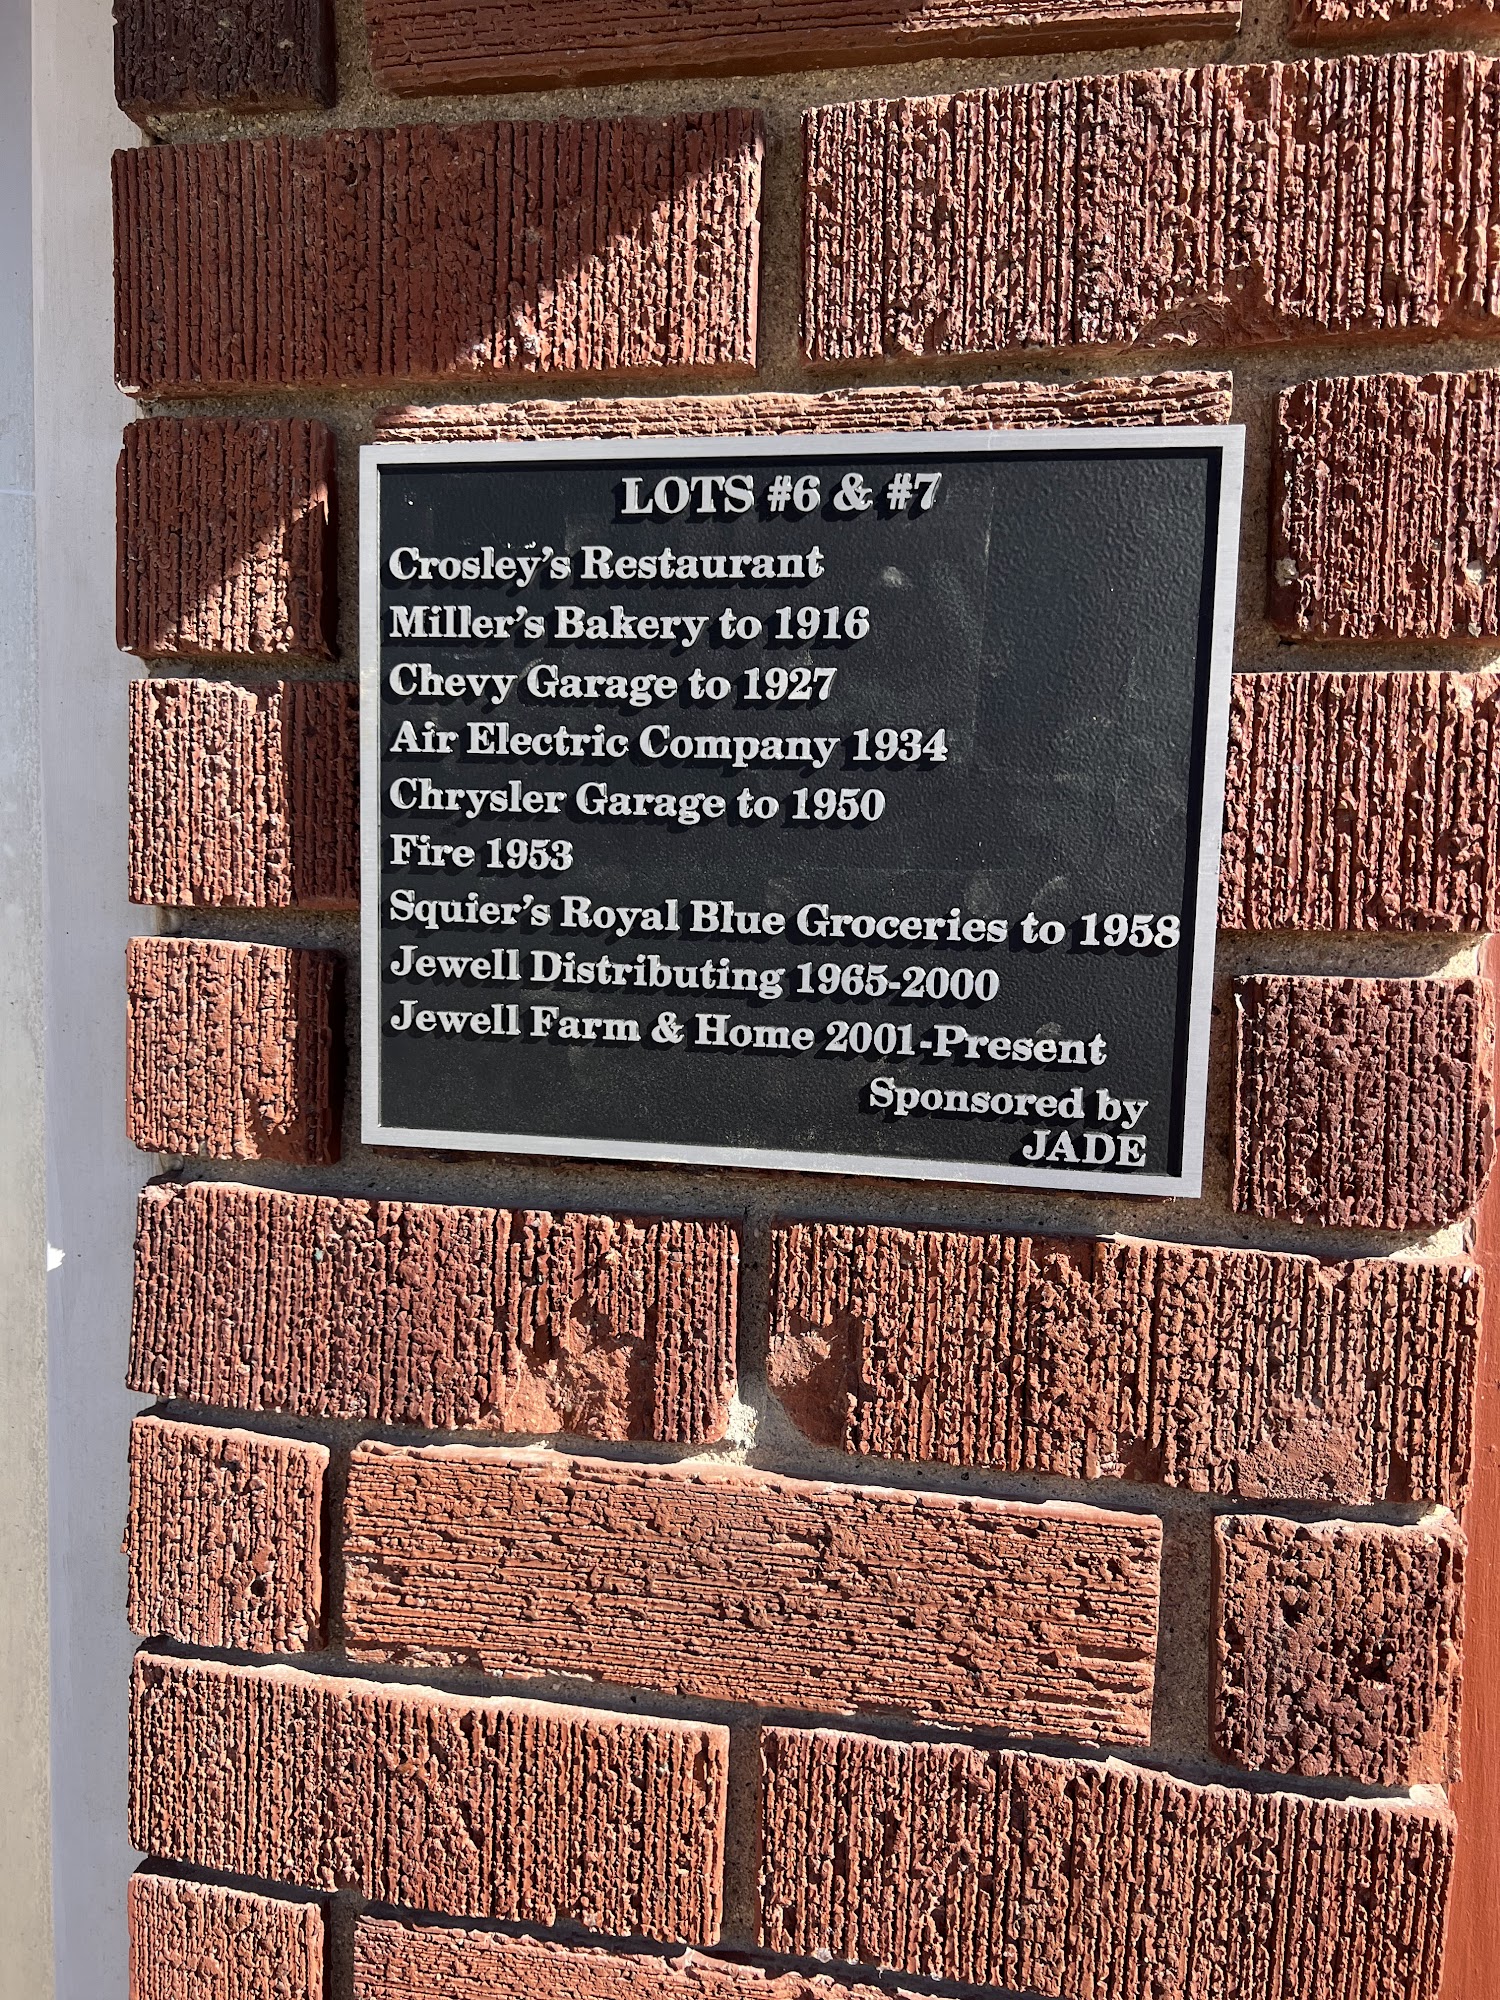 LOTS #6 & #7
Crosley's Restaurant
Miller's Bakery to 1916
Chevy Garage to 1927
Air Electric Company 1934
Chrysler Garage to 1950
Fire 1953
Squier's Royal Blue Groceries to 1958
Jewell Distributing 1965-2000
Jewell Farm & Home 2001-Present
Sponsored by
JADE